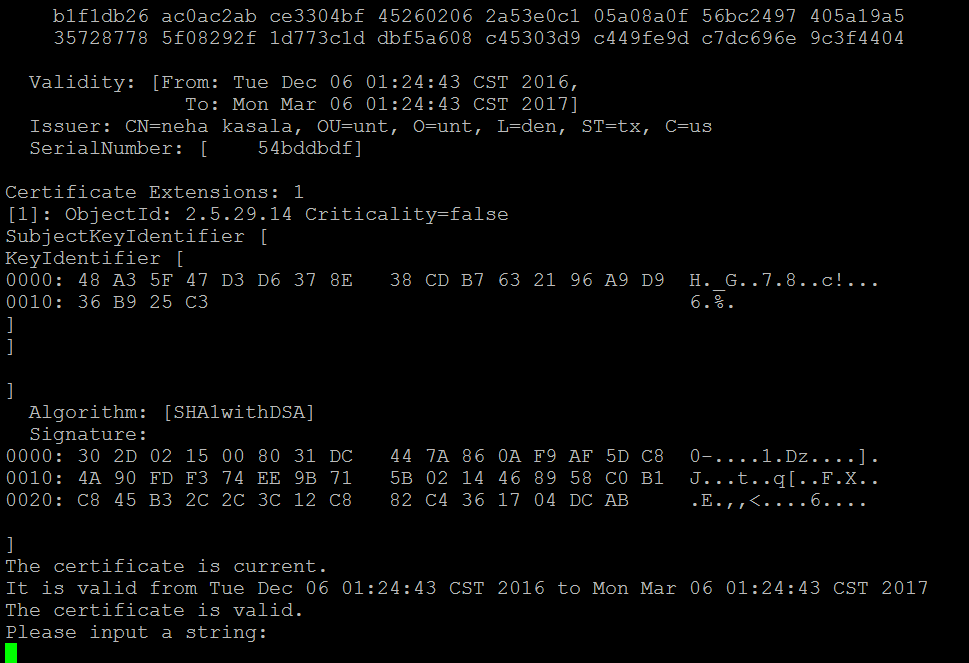 b1f1db26 ac0ac2ab ce3304bf 45260206 2a53e0c1 05a08a0f 56bc2497 405a19a5
35728778 5f08292f 1d773c1d dbf5a608 c45303d9 c449fe9d c7dc696e 9c3f4404
Validity: [From: Tue Dec 06 01:24:43 CST 2016,
To: Mon Mar 06 01:24:43 CST 2017]
Issuer: CN=neha kasala, OU=unt, O=unt, L=den, ST=tx, C=us
SerialNumber: [    54bddbdf]
Certificate Extensions: 1
[1]: ObjectId: 2.5.29.14 Criticality=false
SubjectKeyIdentifier [
KeyIdentifier [
0000: 48 A3 5F 47 D3 D6 37 8E   38 CD B7 63 21 96 A9 D9  H._G..7.8..c!...
0010: 36 B9 25 C3                                        6.%.
]
]
]
Algorithm: [SHA1withDSA]
Signature:
0000: 30 2D 02 15 00 80 31 DC   44 7A 86 0A F9 AF 5D C8  0-....1.Dz....].
0010: 4A 90 FD F3 74 EE 9B 71   5B 02 14 46 89 58 C0 B1  J...t..q[..F.X..
0020: C8 45 B3 2C 2C 3C 12 C8   82 C4 36 17 04 DC AB     .E.,,<....6....
]
The certificate is current.
It is valid from Tue Dec 06 01:24:43 CST 2016 to Mon Mar 06 01:24:43 CST 2017
The certificate is valid.
Please input a string: